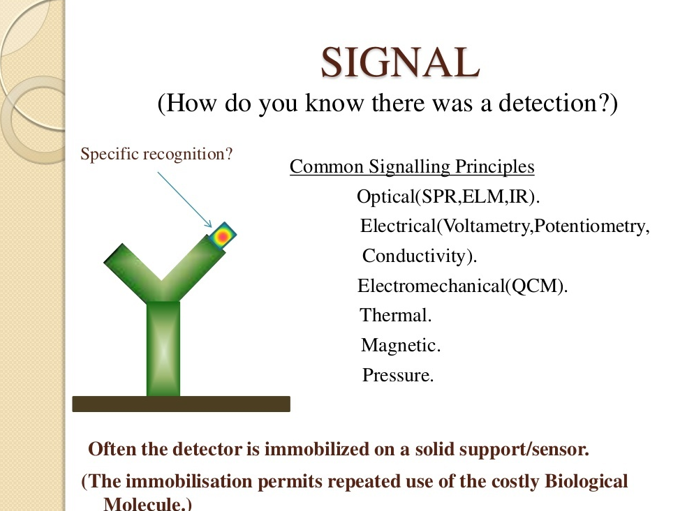 SIGNAL
(How do you know there was a detection?)
Specific recognition?
Common Signalling Principles
Optical(SPR,ELM,IR).
Electrical(Voltametry,Potentiometry,
Conductivity).
Electromechanical(QCM).
Thermal.
Magnetic.
Pressure.
Often the detector is immobilized on a solid support/sensor.
(The immobilisation permits repeated use of the costly Biological
Molecule.)